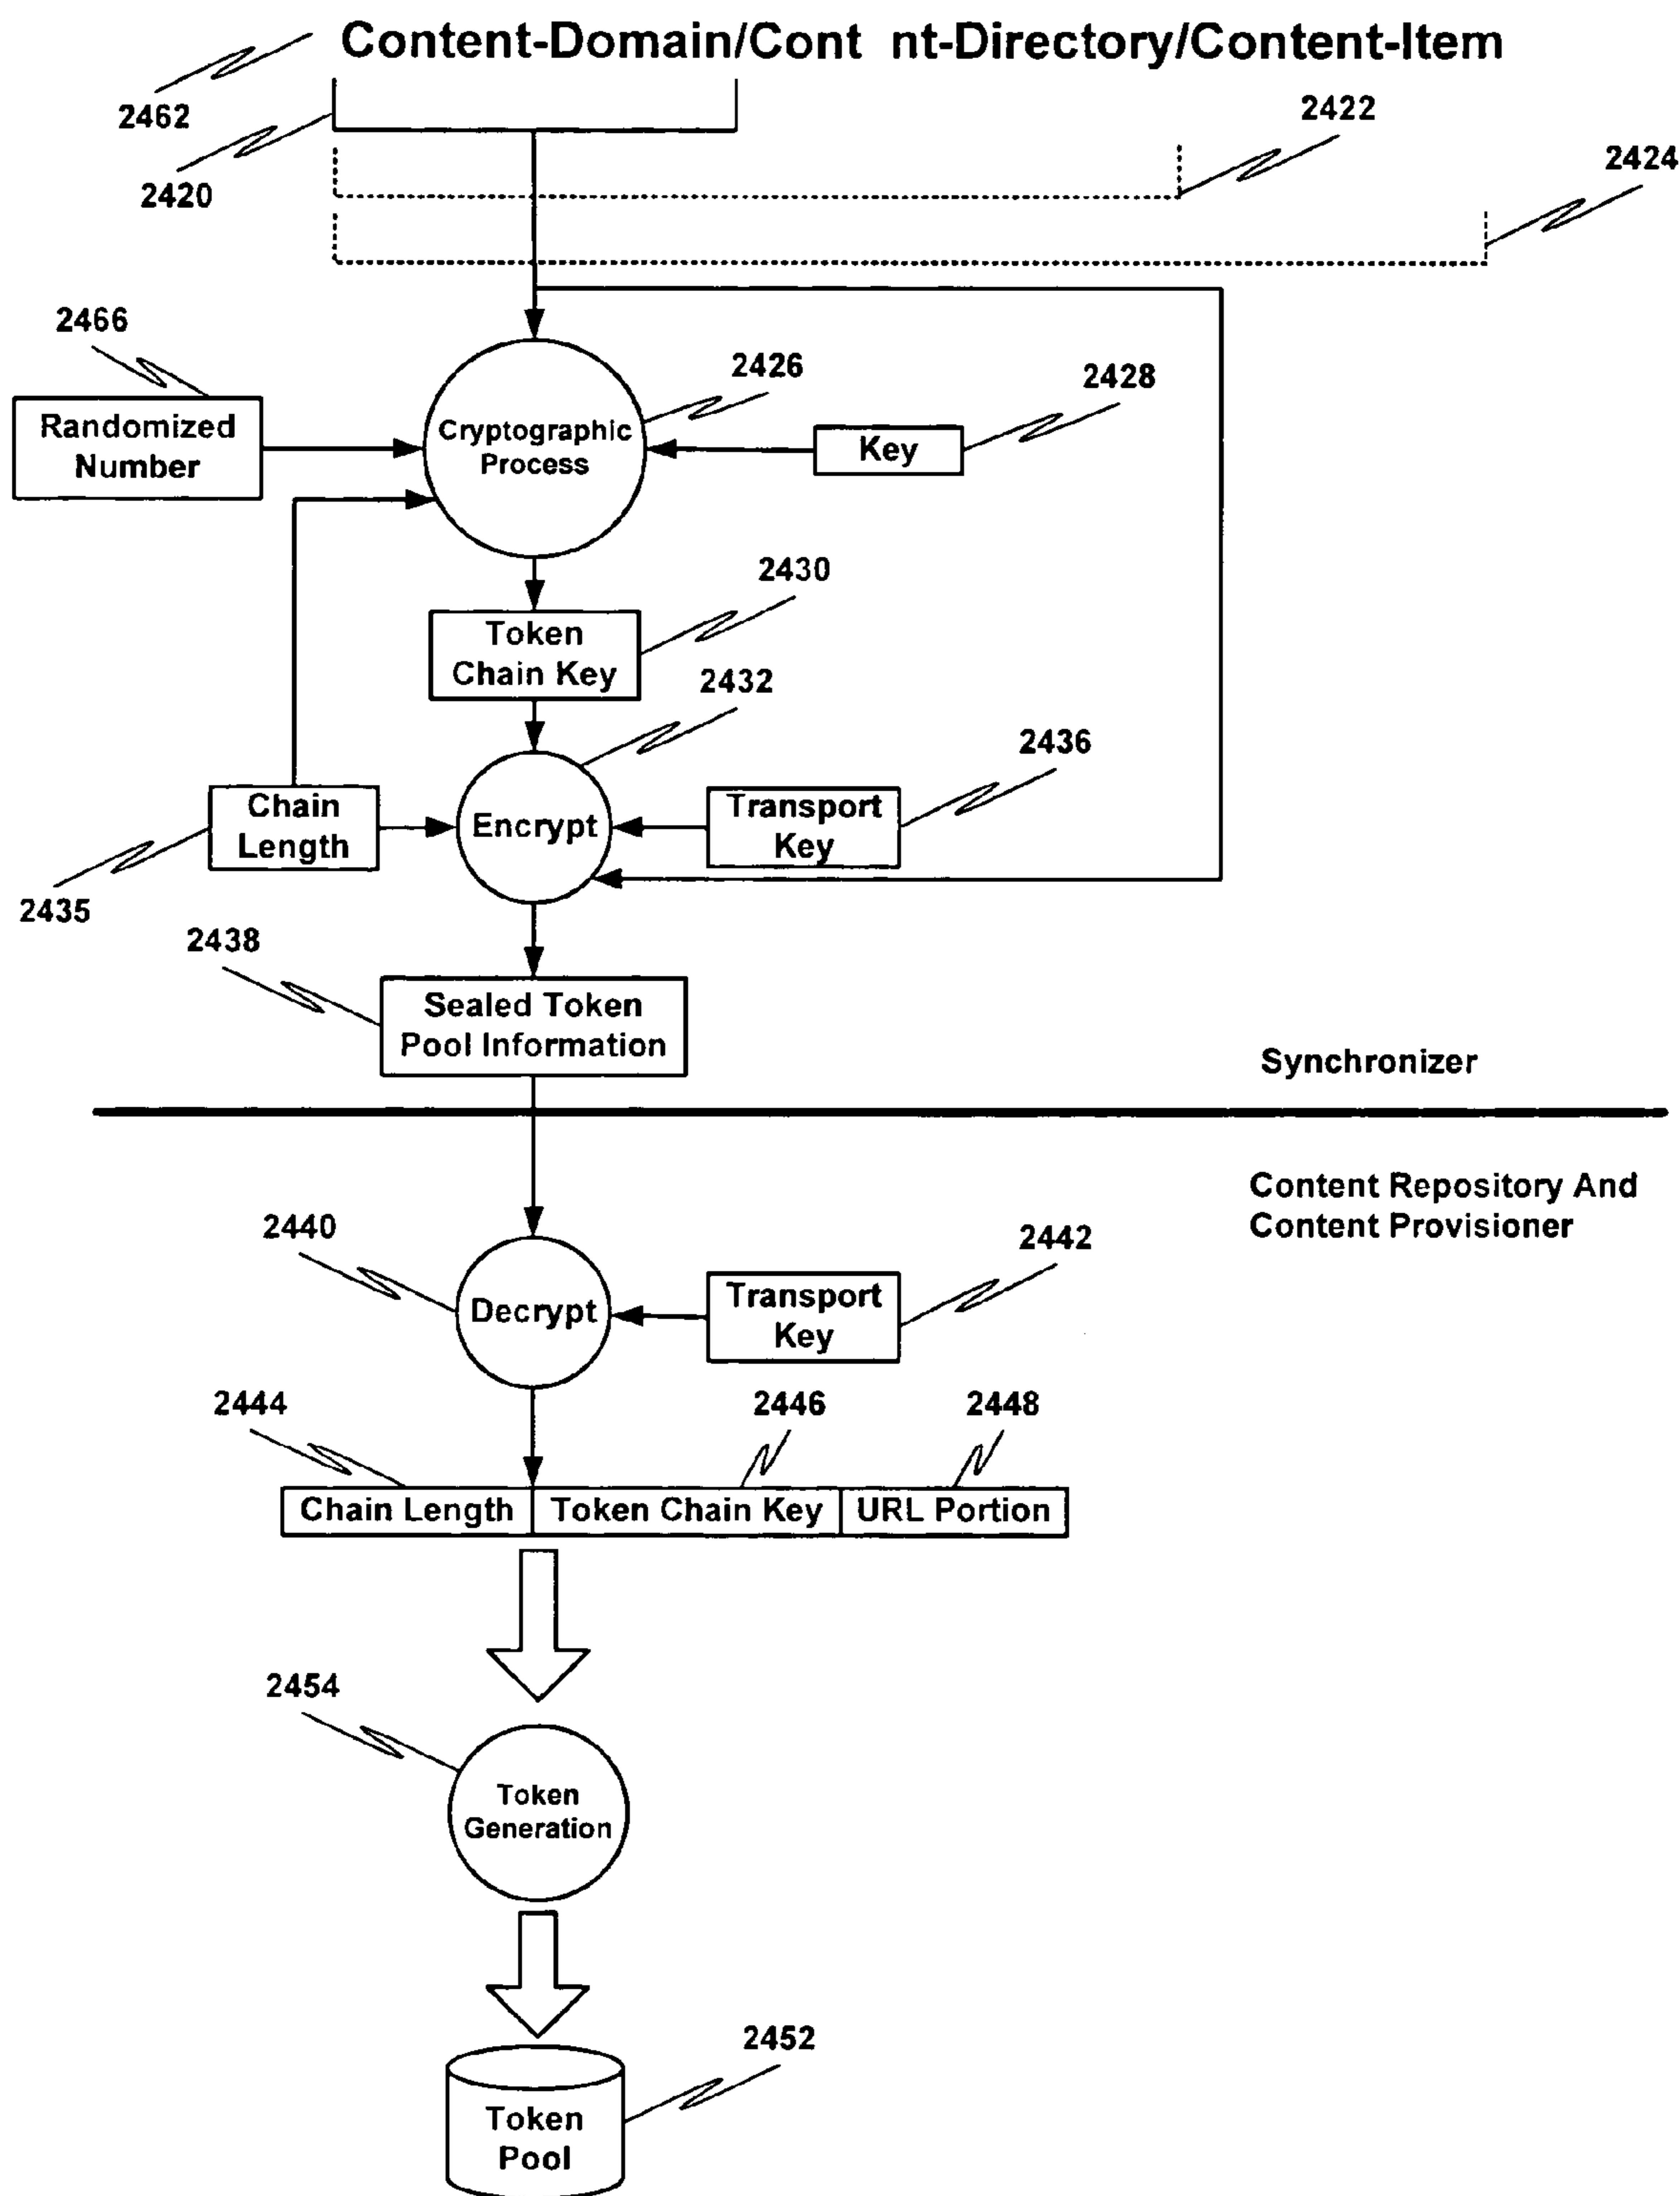 Content-Domain/Cont nt-Directory/Content-Item
2462
2420
2422
2424
2466
Randomized
Number
Cryptographic
Process
2426
2428
Key
2430
Token
Chain Key
2432
2436
Chain
Length
Encrypt
Transport
Key
2435
2438
Sealed Token
Pool Information
Synchronizer
Content Repository And
Content Provisioner
2440
2442
Decrypt
Transport
Key
2444
2446
2448
Chain Length
Token Chain Key
URL Portion
2454
Token
Generation
2452
Token
Pool